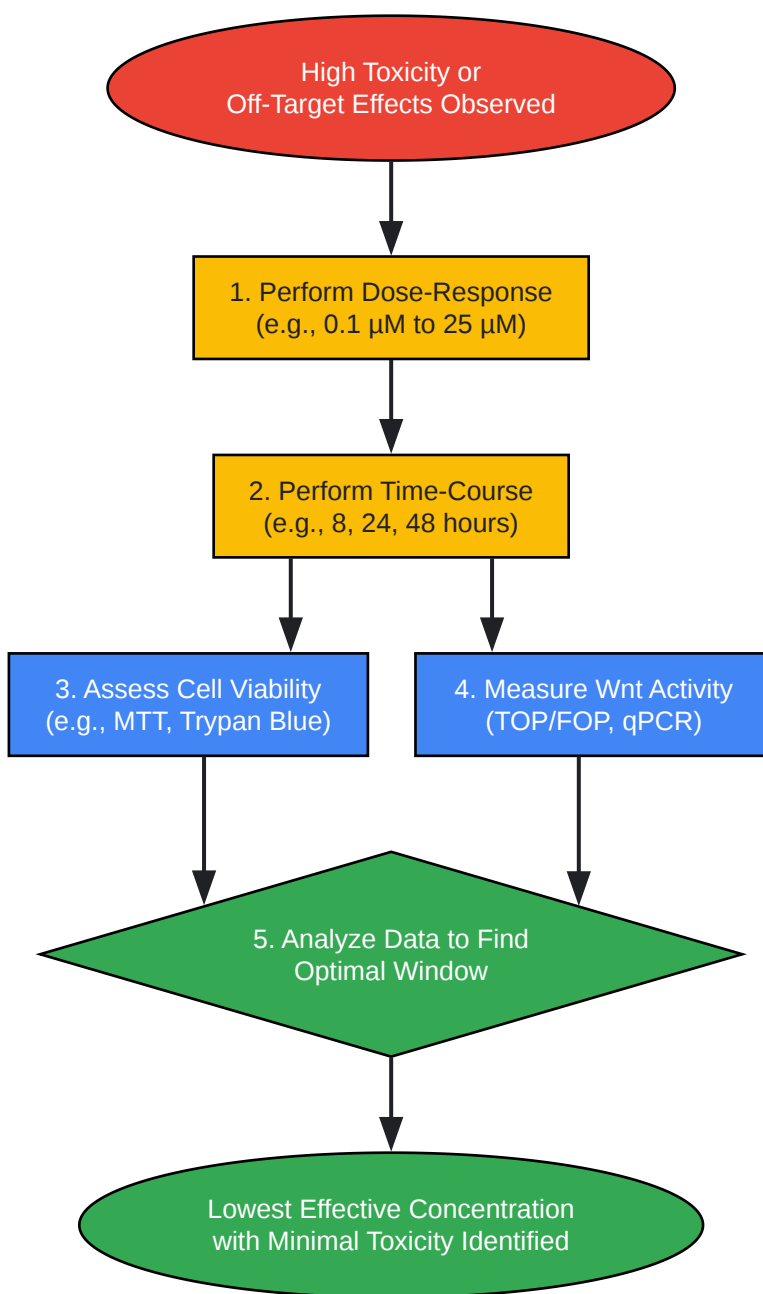 High Toxicity or
Off-Target Effects Observed
1. Perform Dose-Response
(e.g., 0.1 µM to 25 µM)
2. Perform Time-Course
(e.g., 8, 24, 48 hours)
3. Assess Cell Viability
(e.g., MTT, Trypan Blue)
4. Measure Wnt Activity
(TOP/FOP, qPCR)
5. Analyze Data to Find
Optimal Window
Lowest Effective Concentration
with Minimal Toxicity Identified